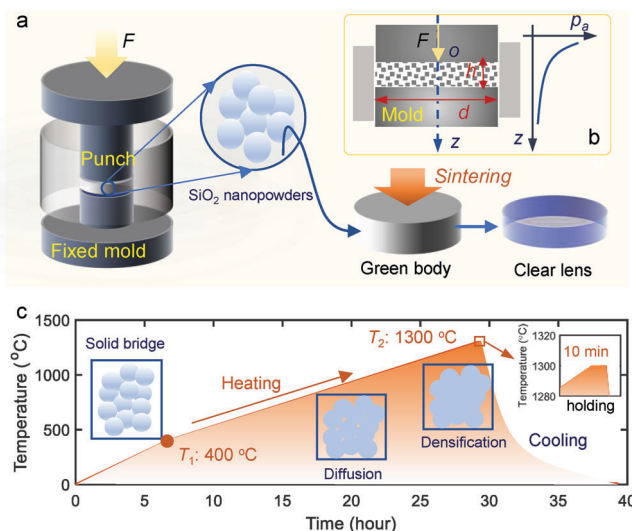 a
F
Punch
Fixed mold
SiO₂ nanopowders
F
o
h
d
Mold
z
pₐ
z
b
Sintering
Green body
Clear lens
c
Temperature (°C)
1500
1000
500
0
0
5
10
15
20
25
30
35
40
Time (hour)
Solid bridge
T₁: 400 °C
Heating
T₂: 1300 °C
Diffusion
Densification
Cooling
Temperature (°C)
1320
1300
1280
10 min
holding